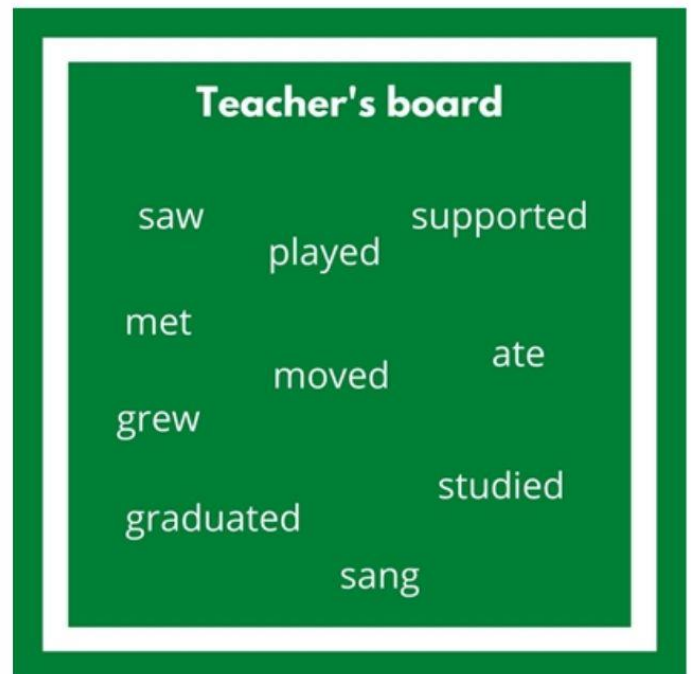 Teacher's board
saw supported
played
met
ate
moved
grew
studied
graduated
sang